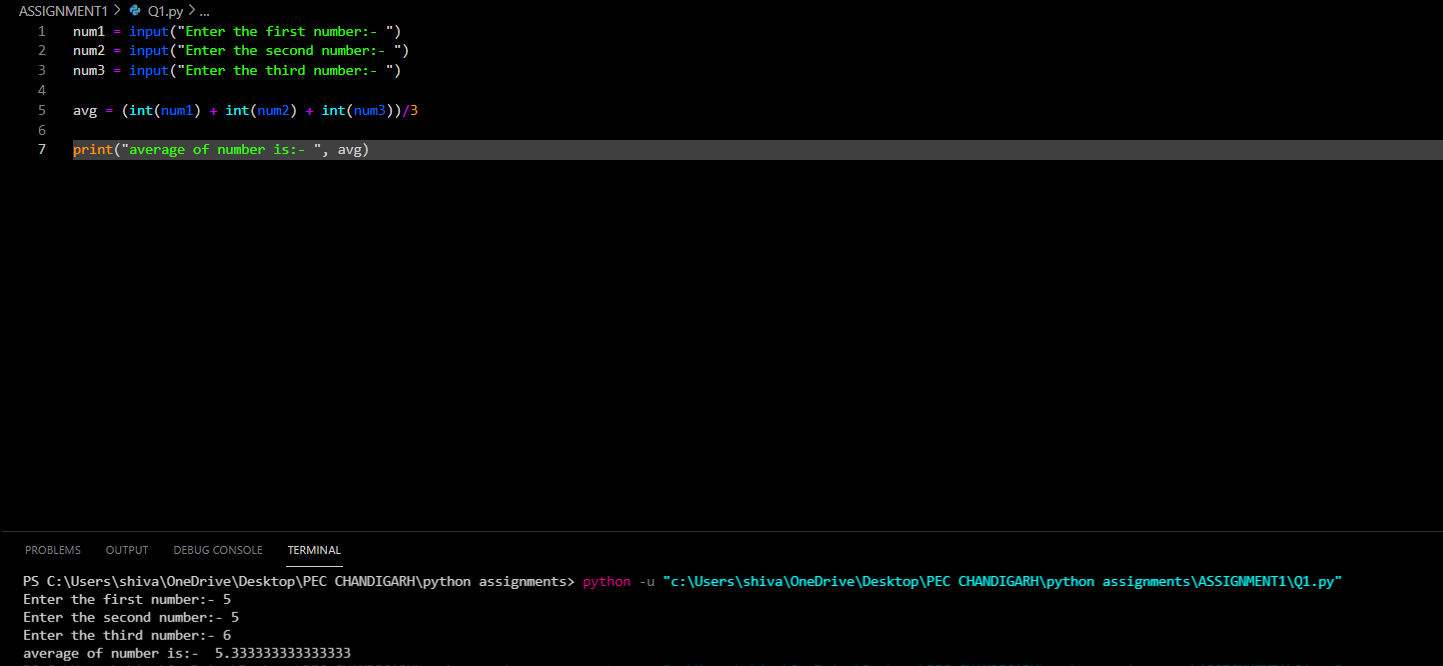 ASSIGNMENT1 > Q1.py > ...
1 num1 = input("Enter the first number:- ")
2 num2 = input("Enter the second number:- ")
3 num3 = input("Enter the third number:- ")
4
5 avg = (int(num1) + int(num2) + int(num3))/3
6
7 print("average of number is:- ", avg)
PROBLEMS OUTPUT DEBUG CONSOLE TERMINAL
PS C:\Users\shiva\OneDrive\Desktop\PEC CHANDIGARH\python assignments> python -u "c:\Users\shiva\OneDrive\Desktop\PEC CHANDIGARH\python assignments\ASSIGNMENT1\Q1.py"
Enter the first number:- 5
Enter the second number:- 5
Enter the third number:- 6
average of number is:-  5.333333333333333